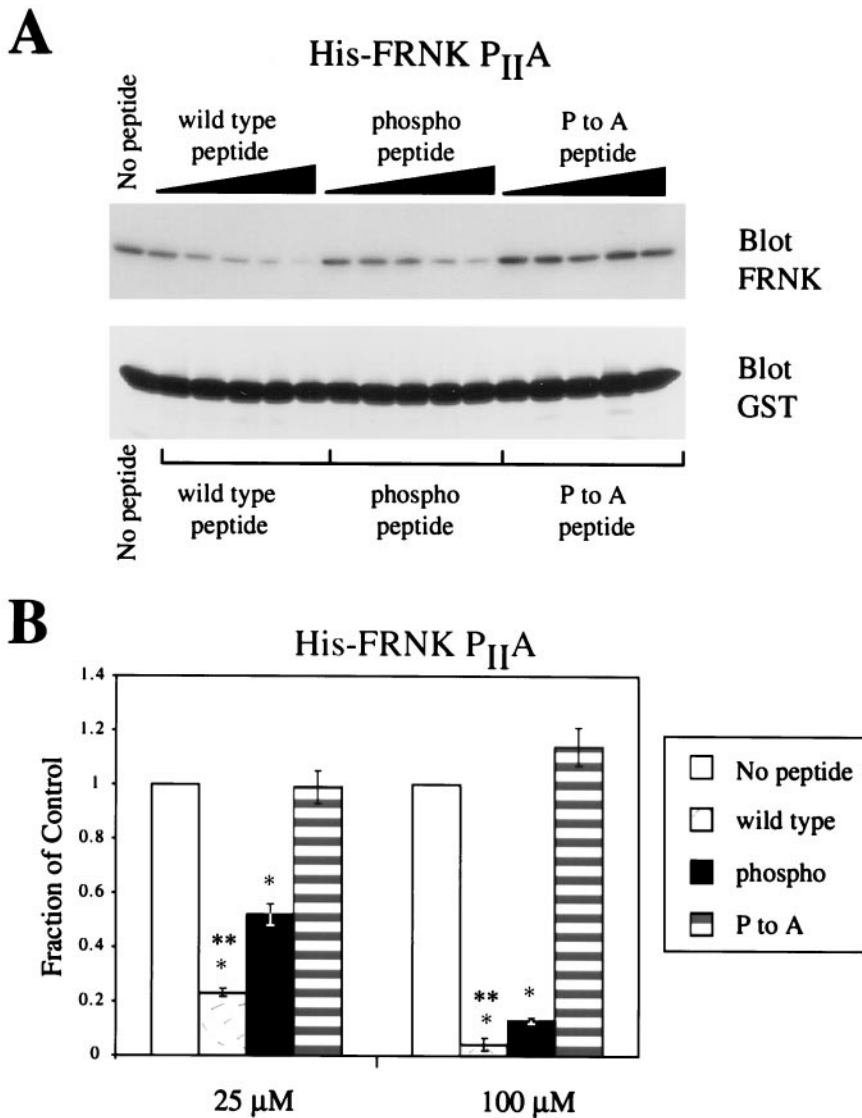 A
His-FRNK PIIA
No peptide
wild type
peptide
phospho
peptide
P to A
peptide
Blot
FRNK
Blot
GST
No peptide
wild type
peptide
phospho
peptide
P to A
peptide
B
His-FRNK PIIA
Fraction of Control
1.4
1.2
1
0.8
0.6
0.4
0.2
0
**
*
*
**
*
*
25 µM
100 µM
No peptide
wild type
phospho
P to A